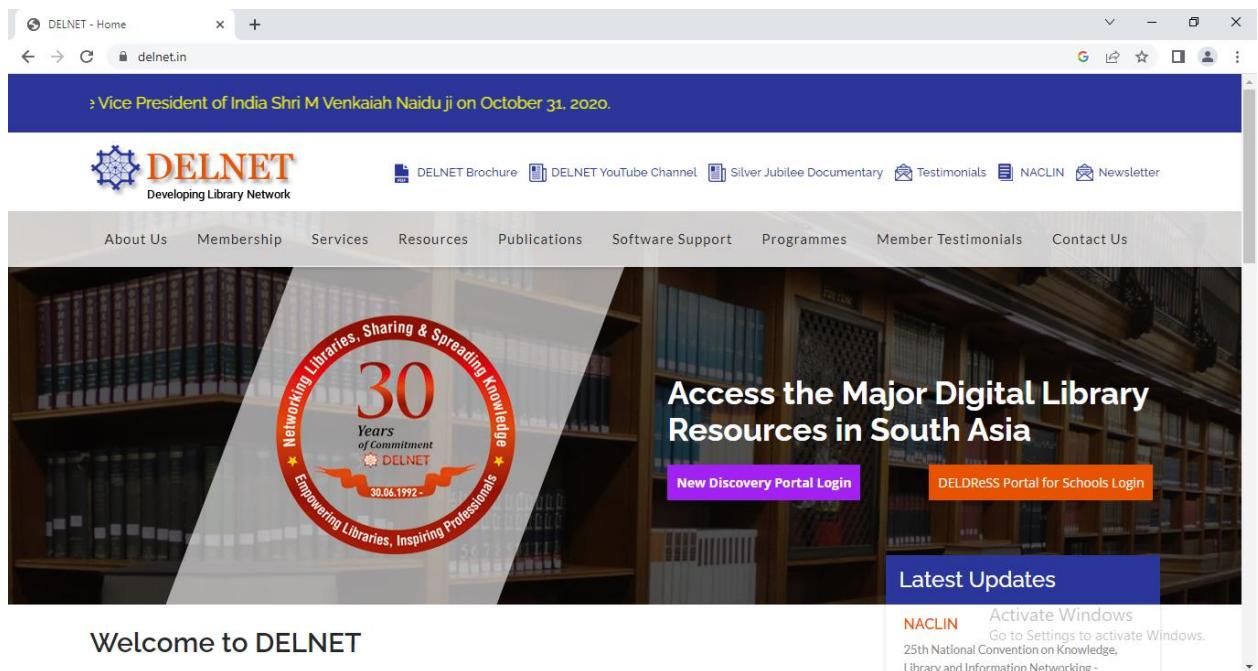 DELNET - Home
delnet.in
Vice President of India Shri M Venkaiah Naidu ji on October 31, 2020.
DELNET
Developing Library Network
DELNET Brochure DELNET YouTube Channel Silver Jubilee Documentary Testimonials NACLIN Newsletter
About Us Membership Services Resources Publications Software Support Programmes Member Testimonials Contact Us
Networking Libraries, Sharing & Spreading Knowledge
30
Years
of Commitment
DELNET
30.06.1992 -
Empowering Libraries, Inspiring Professionals
Access the Major Digital Library
Resources in South Asia
New Discovery Portal Login DELDReSS Portal for Schools Login
Latest Updates
Welcome to DELNET
NACLIN
25th National Convention on Knowledge,
Library and Information Networking -
Activate Windows
Go to Settings to activate Windows.